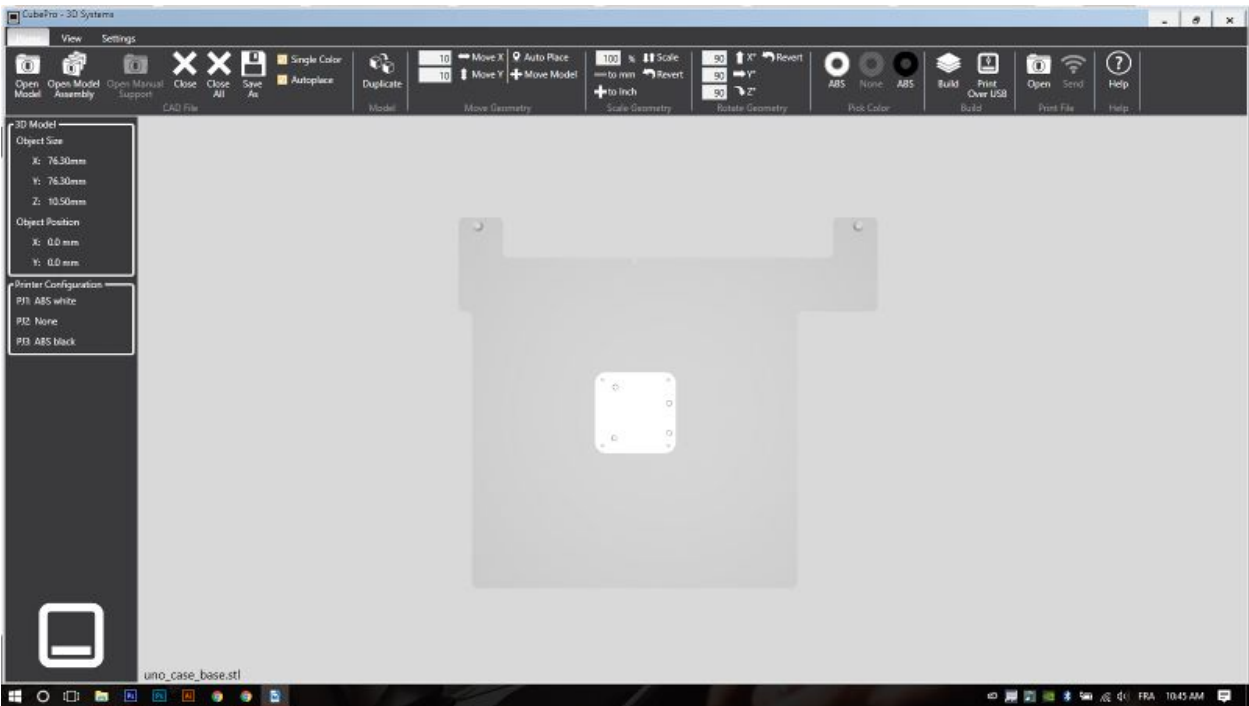 CubePro - 3D Systems
View Settings
Open Model
Open Model Assembly
Open Manual Support
Close
Close All
Save As
Single Color
Autoplace
CAD File
Duplicate
Model
10 Move X Auto Place
10 Move Y Move Model
Move Geometry
100 % Scale
to mm Revert
to inch
Scale Geometry
90 X° Revert
90 Y°
90 Z°
Rotate Geometry
ABS None ABS
Pick Color
Build
Print Over USB
Build
Open Send
Print File
Help
Help
3D Model
Object Size
X: 76.30mm
Y: 76.30mm
Z: 10.50mm
Object Position
X: 0.0 mm
Y: 0.0 mm
Printer Configuration
PJ1: ABS white
PJ2: None
PJ3: ABS black
uno_case_base.stl
FRA 10:45 AM